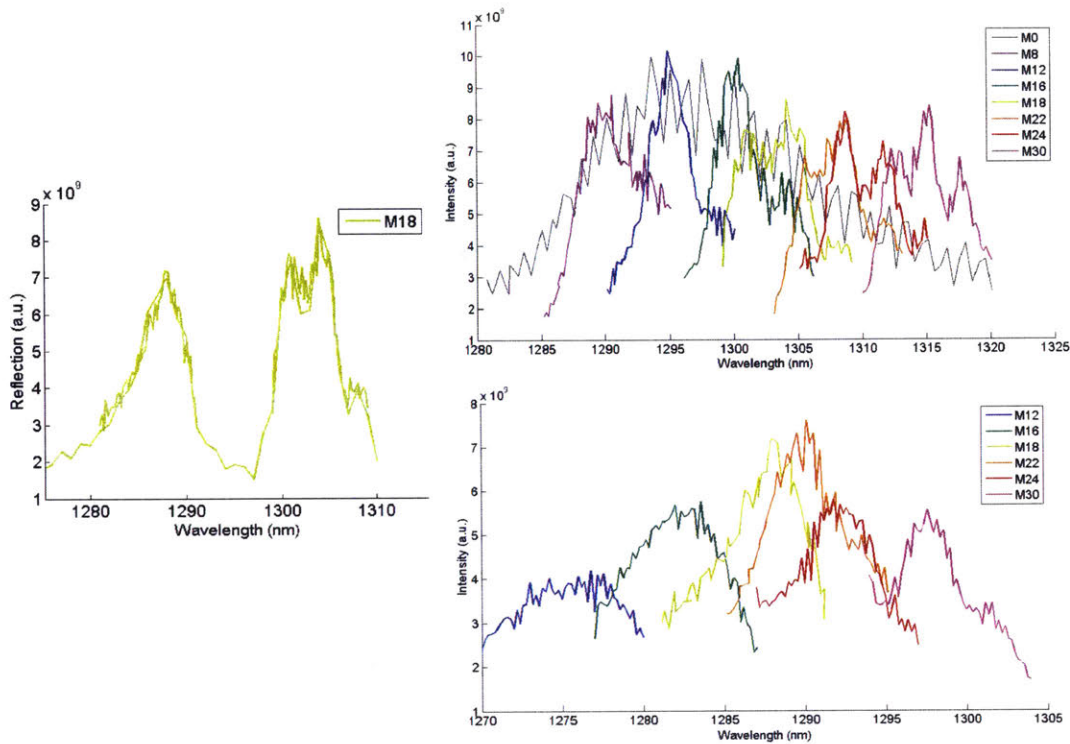 9
8
7
6
5
4
3
2
1
x 10⁹
Reflection (a.u.)
M18
1280
1290
1300
1310
Wavelength (nm)
x 10⁹
11
10
9
8
7
6
5
4
3
2
1
Intensity (a.u.)
M0
M8
M12
M16
M18
M22
M24
M30
1280
1285
1290
1295
1300
1305
1310
1315
1320
1325
Wavelength (nm)
8
7
6
5
4
3
2
1
Intensity (a.u.)
M12
M16
M18
M22
M24
M30
1270
1275
1280
1285
1290
1295
1300
1305
Wavelength (nm)